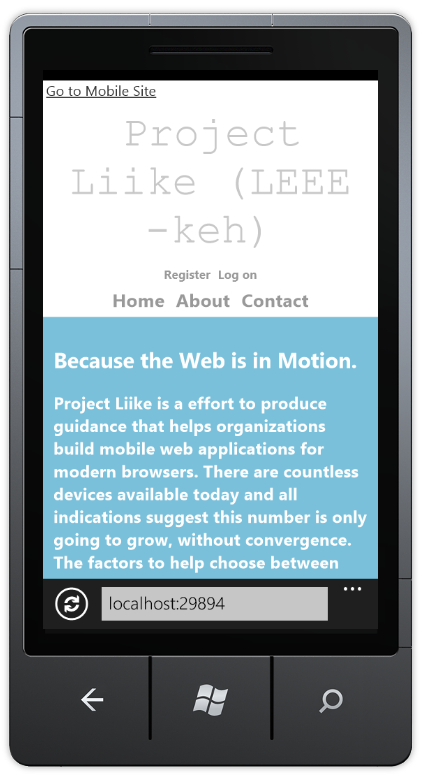 Go to Mobile Site
Project
Liike (LEEE
-keh)
Register Log on
Home About Contact
Because the Web is in Motion.
Project Liike is a effort to produce
guidance that helps organizations
build mobile web applications for
modern browsers. There are countless
devices available today and all
indications suggest this number is only
going to grow, without convergence.
The factors to help choose between
localhost:29894